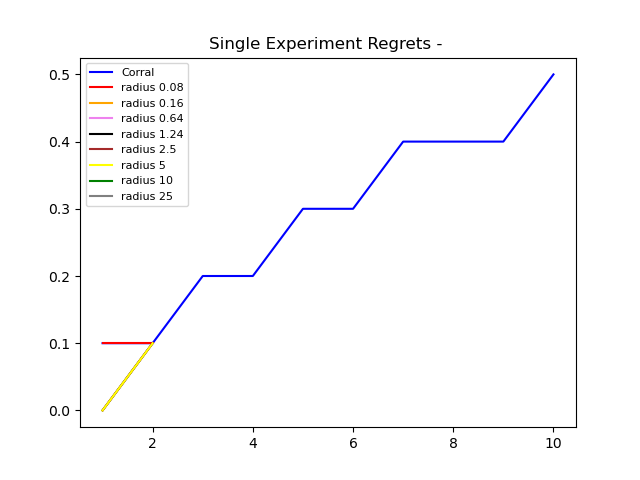 Single Experiment Regrets -
Corral
radius 0.08
radius 0.16
radius 0.64
radius 1.24
radius 2.5
radius 5
radius 10
radius 25
0.5
0.4
0.3
0.2
0.1
0.0
2 4 6 8 10